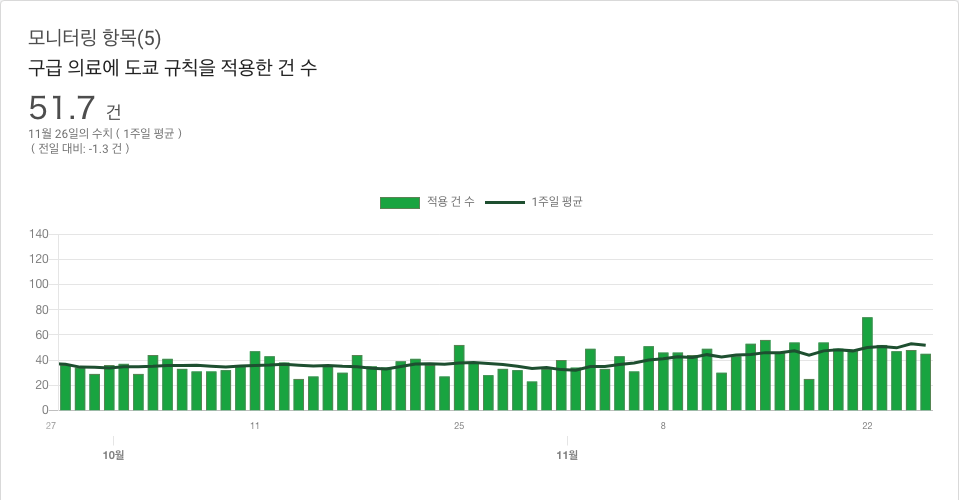 모니터링 항목(5)
구급 의료에 도쿄 규칙을 적용한 건 수
51.7 건
11월 26일의 수치 ( 1주일 평균 )
( 전일 대비: -1.3 건 )
적용 건 수 1주일 평균
140
120
100
80
60
40
20
0
27 11 25 8 22
10월 11월